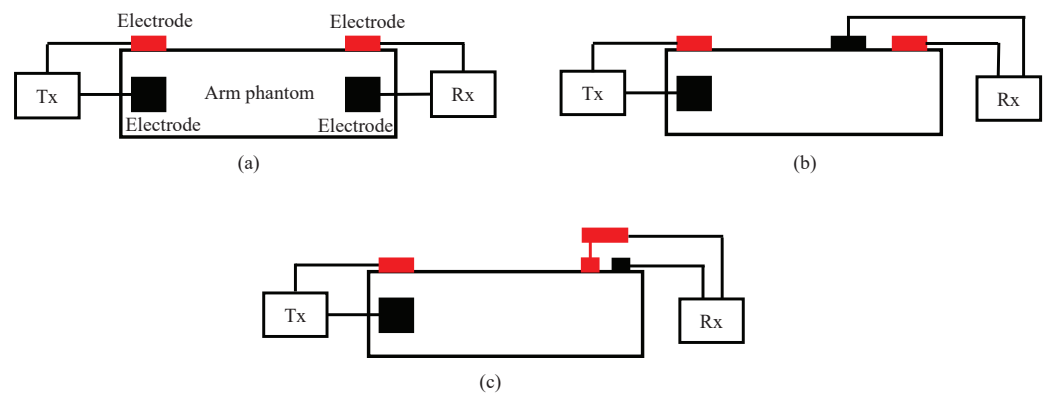 Electrode
Electrode
Tx
Arm phantom
Rx
Electrode
Electrode
(a)
Tx
Rx
(b)
Tx
Rx
(c)